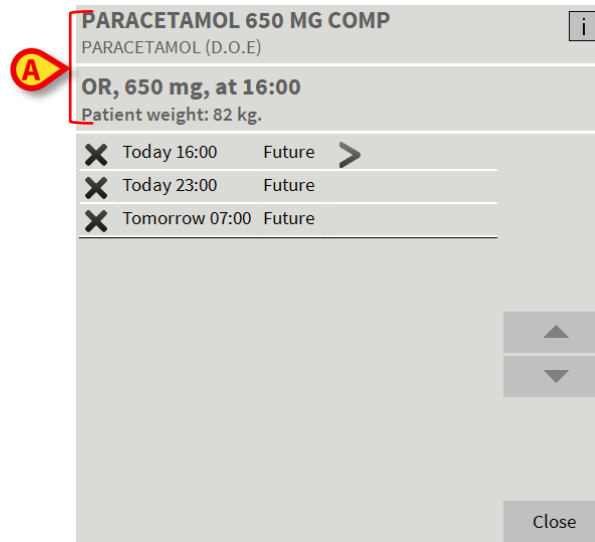 PARACETAMOL 650 MG COMP
i
PARACETAMOL (D.O.E)
A
OR, 650 mg, at 16:00
Patient weight: 82 kg.
Today 16:00 Future
Today 23:00 Future
Tomorrow 07:00 Future
Close